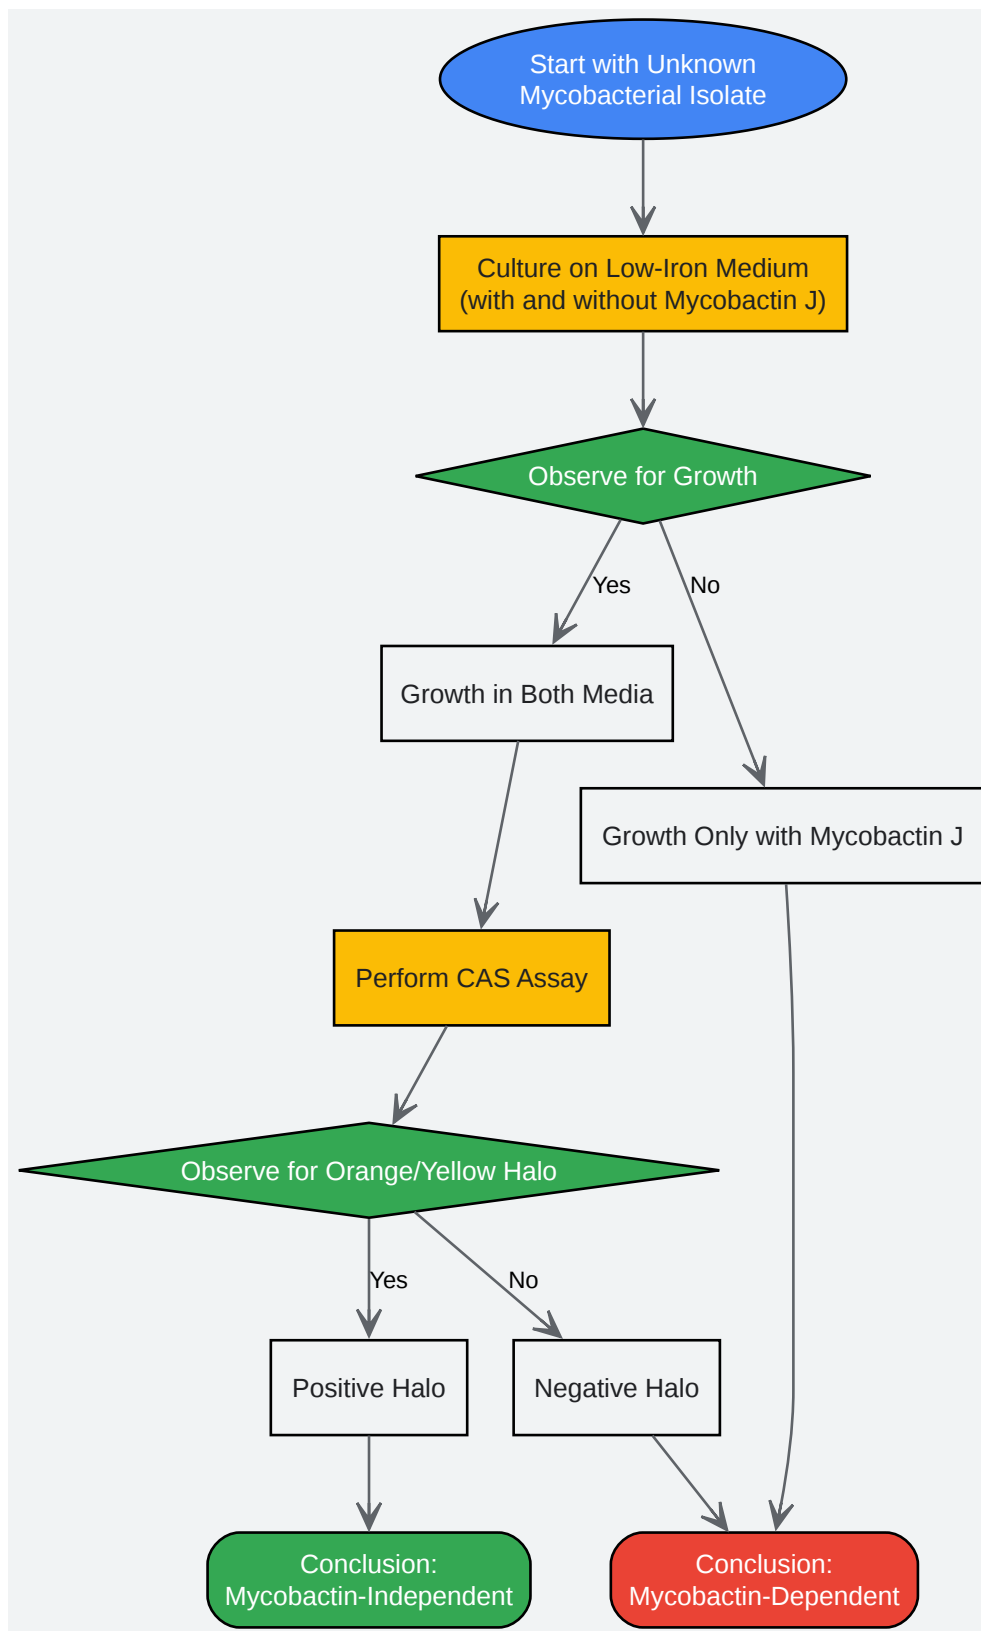 Start with Unknown
Mycobacterial Isolate
Culture on Low-Iron Medium
(with and without Mycobactin J)
Observe for Growth
Yes
No
Growth in Both Media
Growth Only with Mycobactin J
Perform CAS Assay
Observe for Orange/Yellow Halo
Yes
No
Positive Halo
Negative Halo
Conclusion:
Mycobactin-Independent
Conclusion:
Mycobactin-Dependent